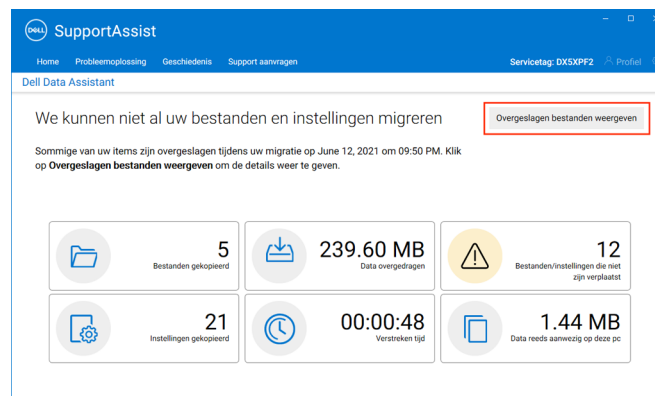 DELL SupportAssist
Home Probleemoplossing Geschiedenis Support aanvragen Servicetag: DX5XPF2 Profiel
Dell Data Assistant
We kunnen niet al uw bestanden en instellingen migreren
Overgeslagen bestanden weergeven
Sommige van uw items zijn overgeslagen tijdens uw migratie op June 12, 2021 om 09:50 PM. Klik
op Overgeslagen bestanden weergeven om de details weer te
geven.
5
Bestanden gekopieerd
239.60 MB
Data overgedragen
12
Bestanden/instellingen die niet
zijn verplaatst
21
Instellingen gekopieerd
00:00:48
Verstreken tijd
1.44 MB
Data reeds aanwezig op deze pc